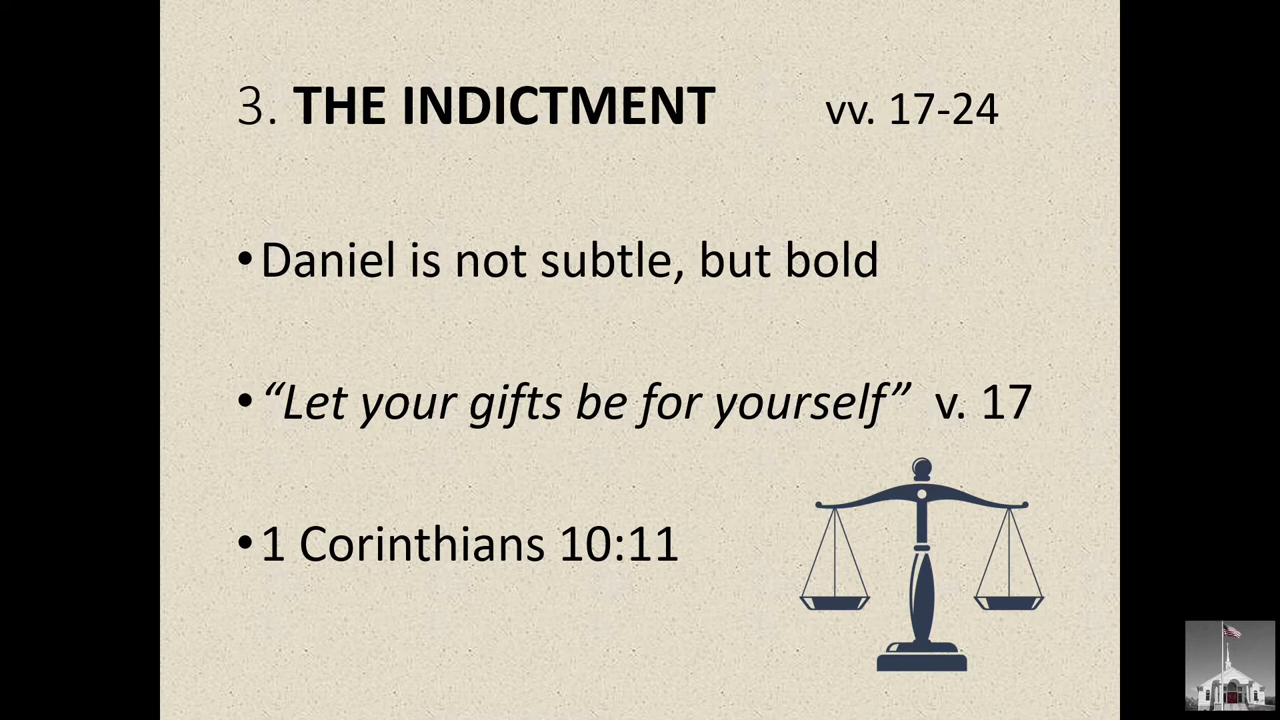 3. THE INDICTMENT vv. 17-24
•Daniel is not subtle, but bold
•“Let your gifts be for yourself” v. 17
•1 Corinthians 10:11